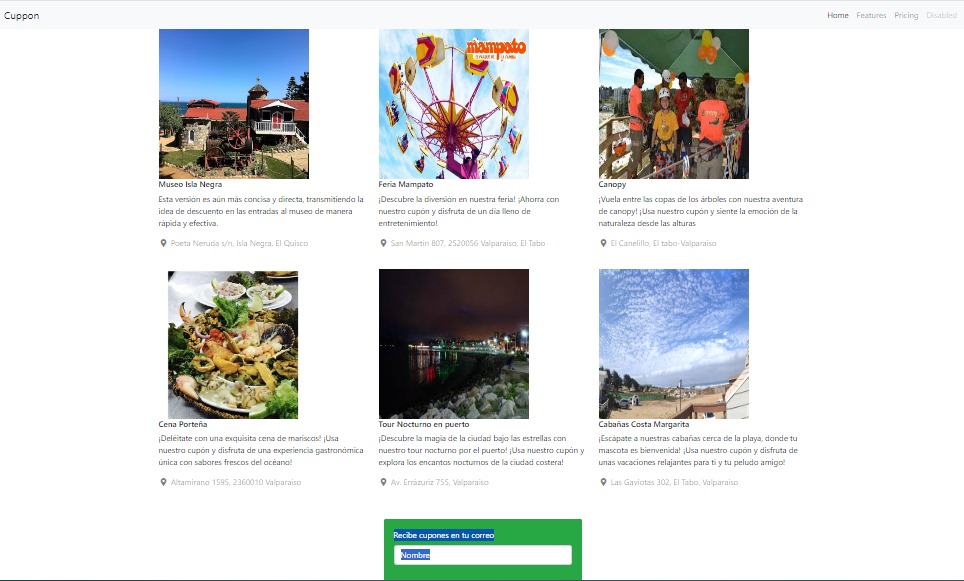 Cuppon
Home Features Pricing Disabled
mampato
Museo Isla Negra
Esta versión es aún más concisa y directa, transmitiendo la
idea de descuento en las entradas al museo de manera
rápida y efectiva.
Poeta Neruda s/n, Isla Negra, El Quisco
Feria Mampato
¡Descubre la diversión en nuestra feria! ¡Ahorra con
nuestro cupón y disfruta de un día lleno de
entretenimiento!
San Martín 807, 2520056 Valparaíso, El Tabo
Canopy
¡Vuela entre las copas de los árboles con nuestra aventura
de canopy! ¡Usa nuestro cupón y siente la emoción de la
naturaleza desde las alturas
El Canelillo, El tabo-Valparaiso
Cena Porteña
¡Deléitate con una exquisita cena de mariscos! ¡Usa
nuestro cupón y disfruta de una experiencia gastronómica
única con sabores frescos del océano!
Altamirano 1595, 2360010 Valparaíso
Tour Nocturno en puerto
¡Descubre la magia de la ciudad bajo las estrellas con
nuestro tour nocturno por el puerto! ¡Usa nuestro cupón y
explora los encantos nocturnos de la ciudad costera!
Av. Errázuriz 755, Valparaíso
Cabañas Costa Margarita
¡Escápate a nuestras cabañas cerca de la playa, donde tu
mascota es bienvenida! ¡Usa nuestro cupón y disfruta de
unas vacaciones relajantes para ti y tu peludo amigo!
Las Gaviotas 302, El Tabo, Valparaíso
Recibe cupones en tu correo
Nombre